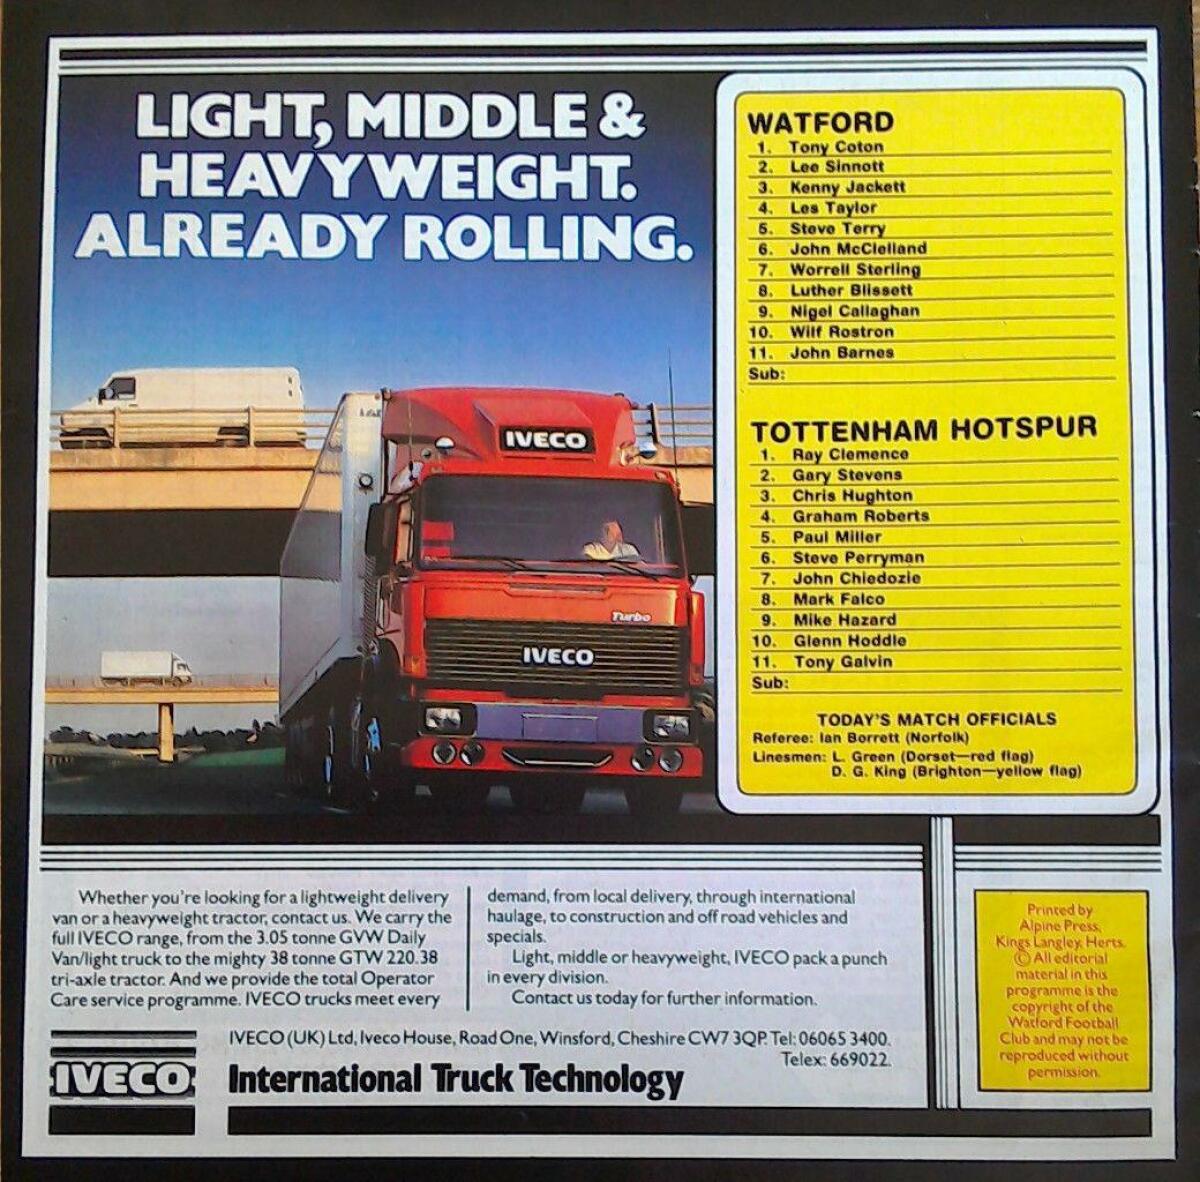 LIGHT, MIDDLE &
HEAVYWEIGHT.
ALREADY ROLLING.
IVECO
Turbo
IVECO
WATFORD
1. Tony Coton
2. Lee Sinnott
3. Kenny Jackett
4. Les Taylor
5. Steve Terry
6. John McClelland
7. Worrell Sterling
8. Luther Blissett
9. Nigel Callaghan
10. Wilf Rostron
11. John Barnes
Sub:
TOTTENHAM HOTSPUR
1. Ray Clemence
2. Gary Stevens
3. Chris Hughton
4. Graham Roberts
5. Paul Miller
6. Steve Perryman
7. John Chiedozie
8. Mark Falco
9. Mike Hazard
10. Glenn Hoddle
11. Tony Galvin
Sub:
TODAY'S MATCH OFFICIALS
Referee: Ian Borrett (Norfolk)
Linesmen: L. Green (Dorset—red flag)
D. G. King (Brighton—yellow flag)
Whether you're looking for a lightweight delivery
van or a heavyweight tractor, contact us. We carry the
full IVECO range, from the 3.05 tonne GVW Daily
Van/light truck to the mighty 38 tonne GTW 220.38
tri-axle tractor. And we provide the total Operator
Care service programme. IVECO trucks meet every
demand, from local delivery, through international
haulage, to construction and off road vehicles and
specials.
Light, middle or heavyweight, IVECO pack a punch
in every division.
Contact us today for further information.
IVECO (UK) Ltd, Iveco House, Road One, Winsford, Cheshire CW7 3QP. Tel: 06065 3400.
Telex: 669022.
IVECO
International Truck Technology
Printed by
Alpine Press,
Kings Langley, Herts.
© All editorial
material in this
programme is the
copyright of the
Watford Football
Club and may not be
reproduced without
permission.